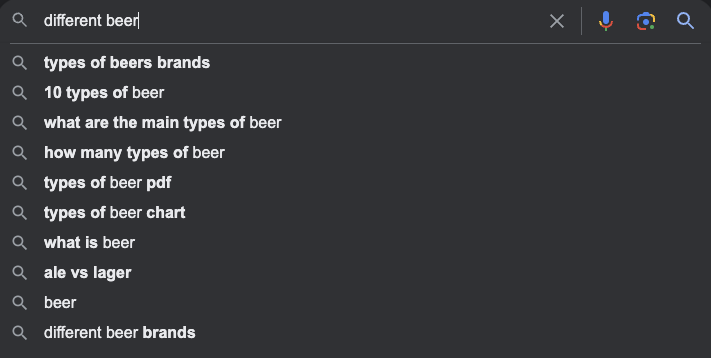 different beer
types of beers brands
10 types of beer
what are the main types of beer
how many types of beer
types of beer pdf
types of beer chart
what is beer
ale vs lager
beer
different beer brands